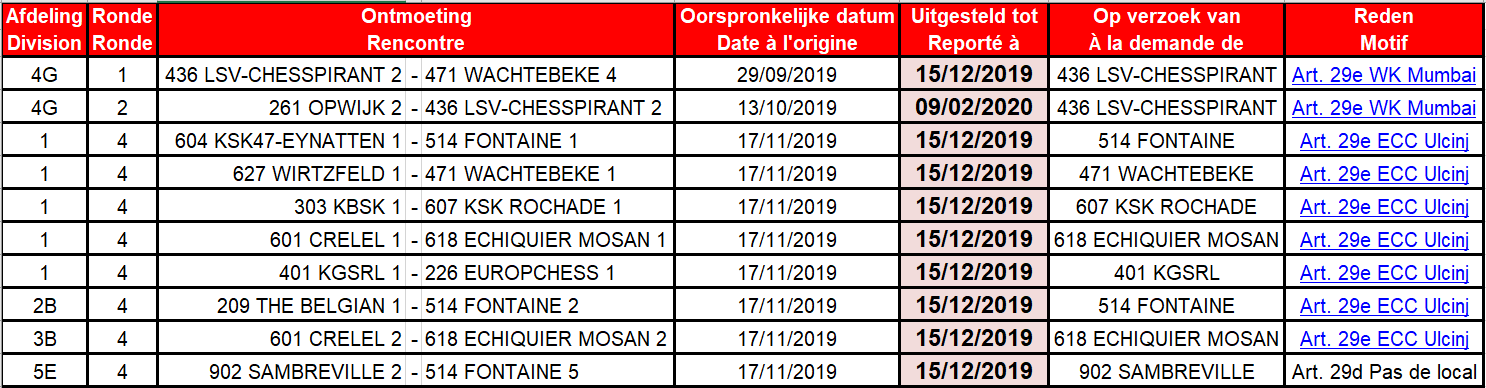 Afdeling Ronde Ontmoeting Oorspronkelijke datum Uitgesteld tot Op verzoek van Reden
Division Ronde Rencontre Date à l'origine Reporté à À la demande de Motif
4G 1 436 LSV-CHESSPIRANT 2 - 471 WACHTEBEKE 4 29/09/2019 15/12/2019 436 LSV-CHESSPIRANT Art. 29e WK Mumbai
4G 2 261 OPWIJK 2 - 436 LSV-CHESSPIRANT 2 13/10/2019 09/02/2020 436 LSV-CHESSPIRANT Art. 29e WK Mumbai
1 4 604 KSK47-EYNATTEN 1 - 514 FONTAINE 1 17/11/2019 15/12/2019 514 FONTAINE Art. 29e ECC Ulcinj
1 4 627 WIRTZFELD 1 - 471 WACHTEBEKE 1 17/11/2019 15/12/2019 471 WACHTEBEKE Art. 29e ECC Ulcinj
1 4 303 KBSK 1 - 607 KSK ROCHADE 1 17/11/2019 15/12/2019 607 KSK ROCHADE Art. 29e ECC Ulcinj
1 4 601 CRELEL 1 - 618 ECHIQUIER MOSAN 1 17/11/2019 15/12/2019 618 ECHIQUIER MOSAN Art. 29e ECC Ulcinj
1 4 401 KGSRL 1 - 226 EUROPCHESS 1 17/11/2019 15/12/2019 401 KGSRL Art. 29e ECC Ulcinj
2B 4 209 THE BELGIAN 1 - 514 FONTAINE 2 17/11/2019 15/12/2019 514 FONTAINE Art. 29e ECC Ulcinj
3B 4 601 CRELEL 2 - 618 ECHIQUIER MOSAN 2 17/11/2019 15/12/2019 618 ECHIQUIER MOSAN Art. 29e ECC Ulcinj
5E 4 902 SAMBREVILLE 2 - 514 FONTAINE 5 17/11/2019 15/12/2019 902 SAMBREVILLE Art. 29d Pas de local